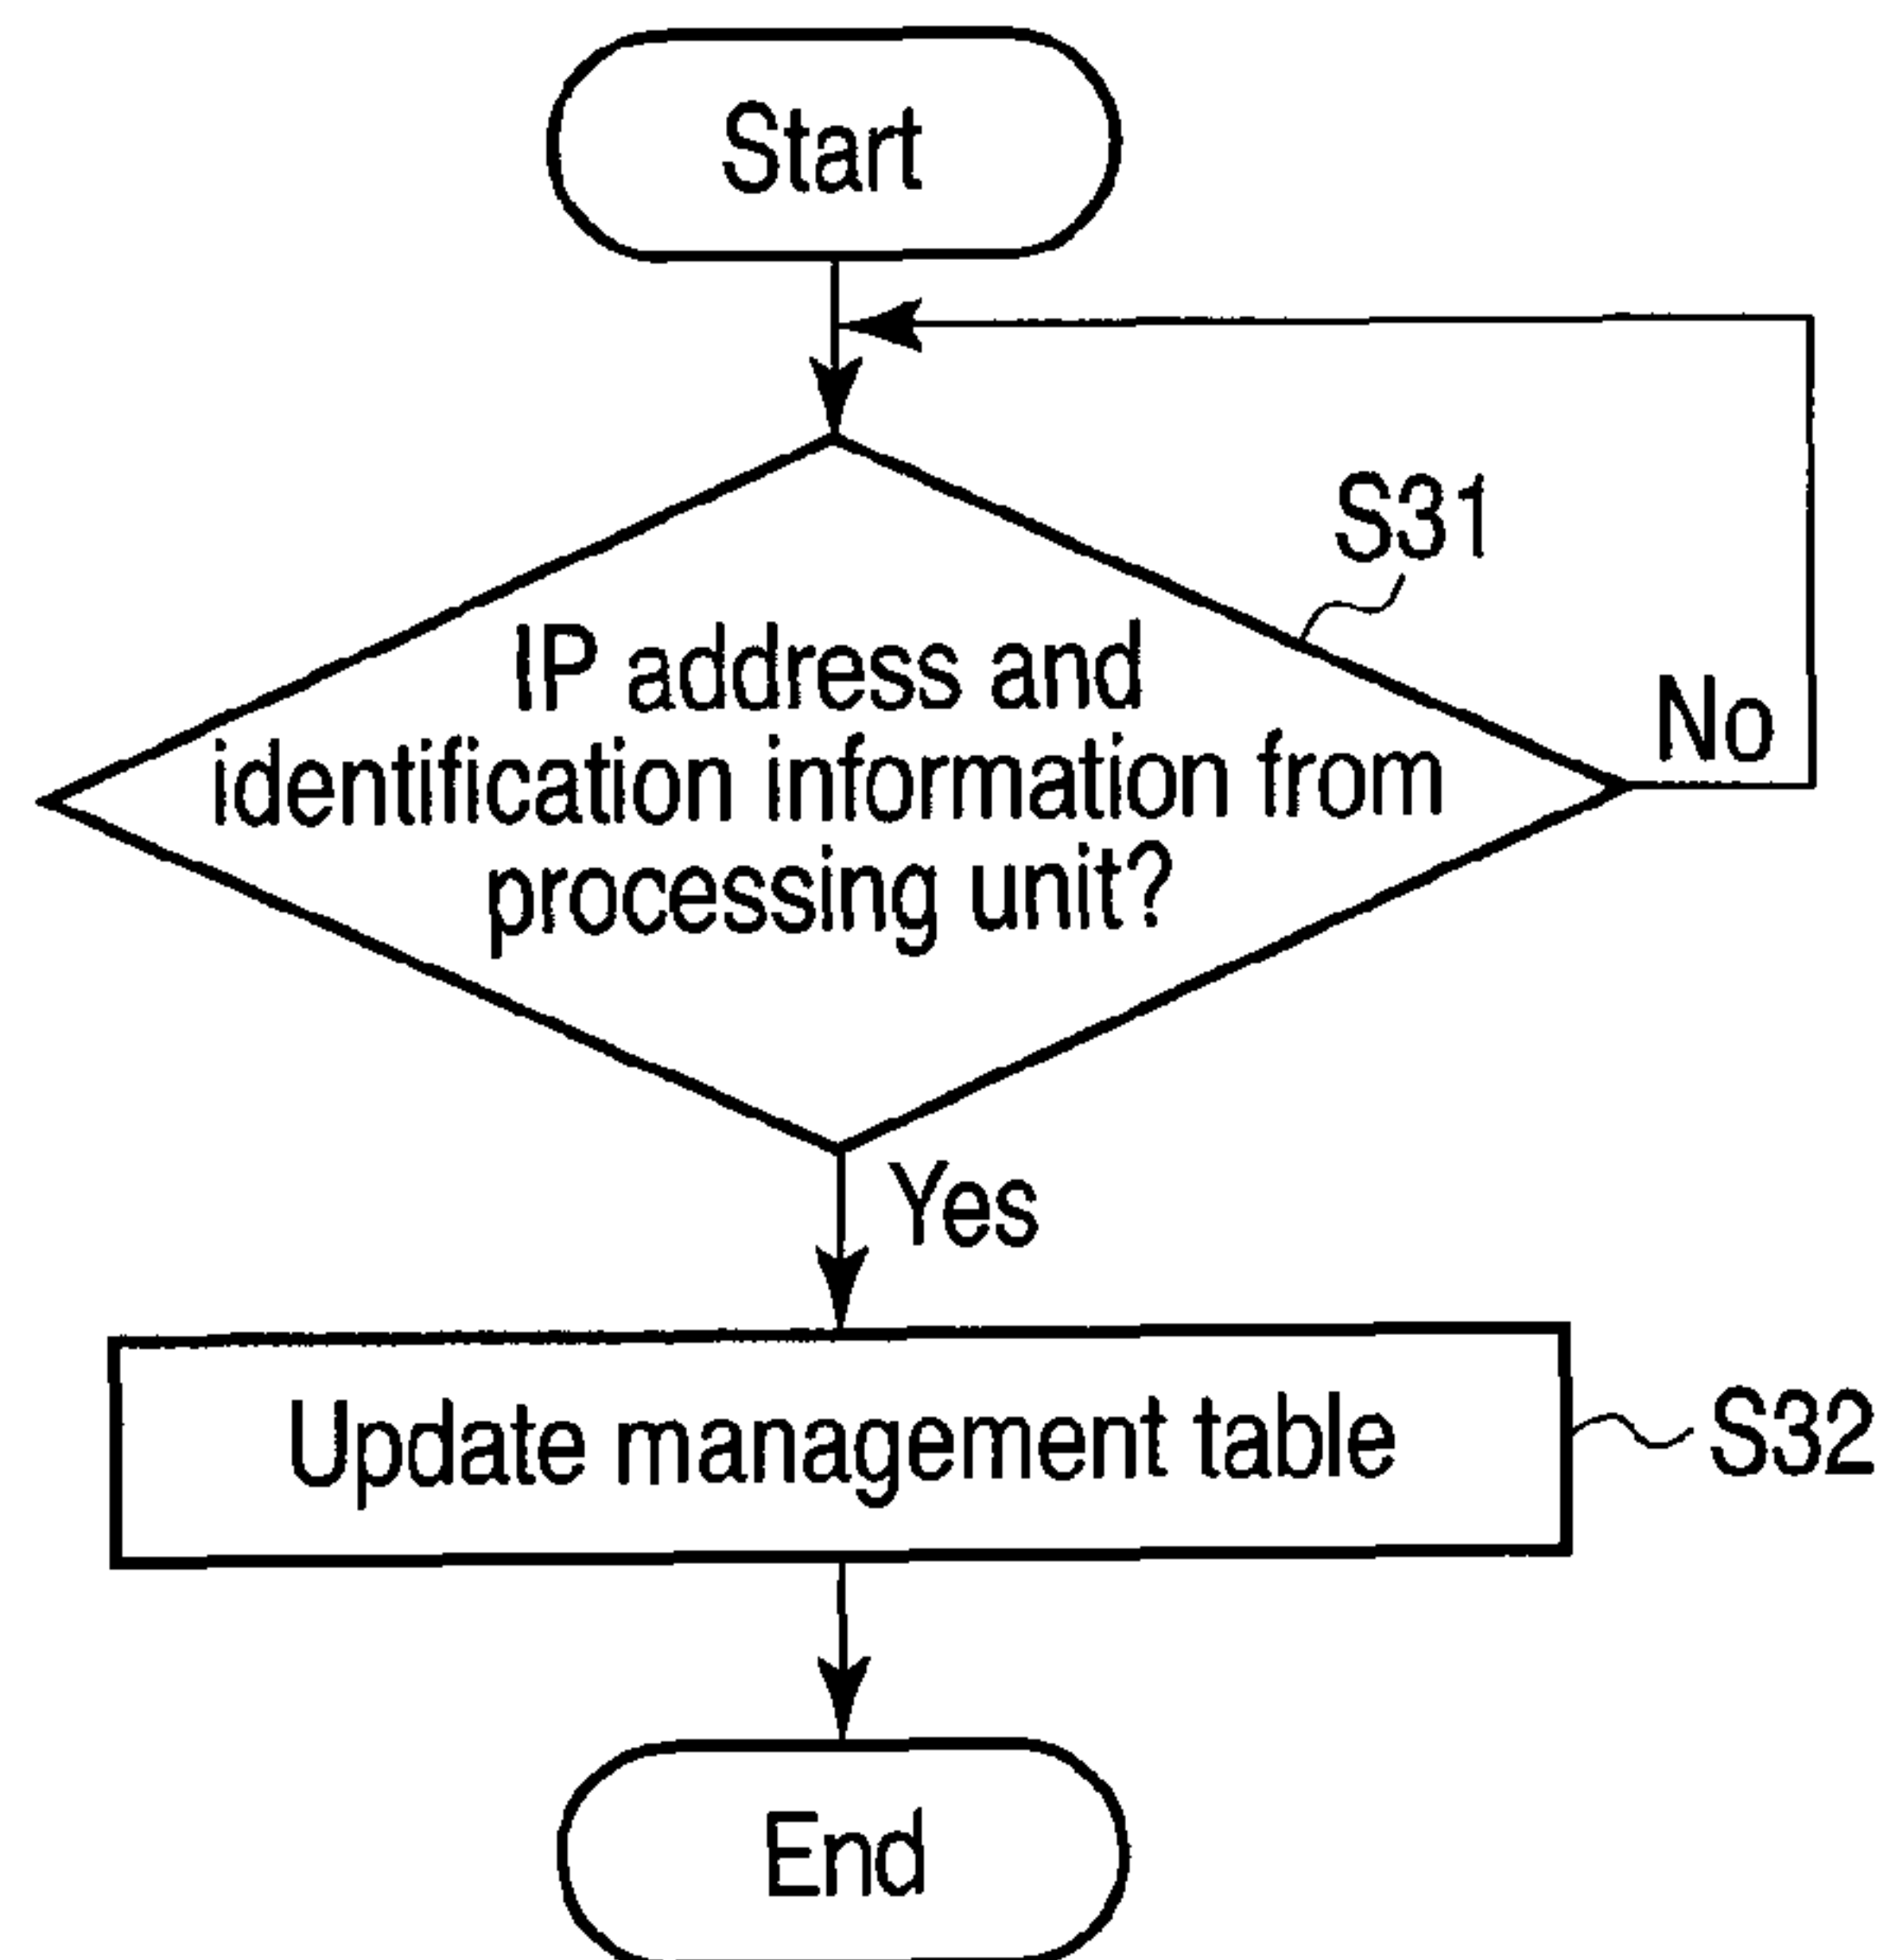 Start
S31
IP address and
identification information from
processing unit?
No
Yes
Update management table
S32
End